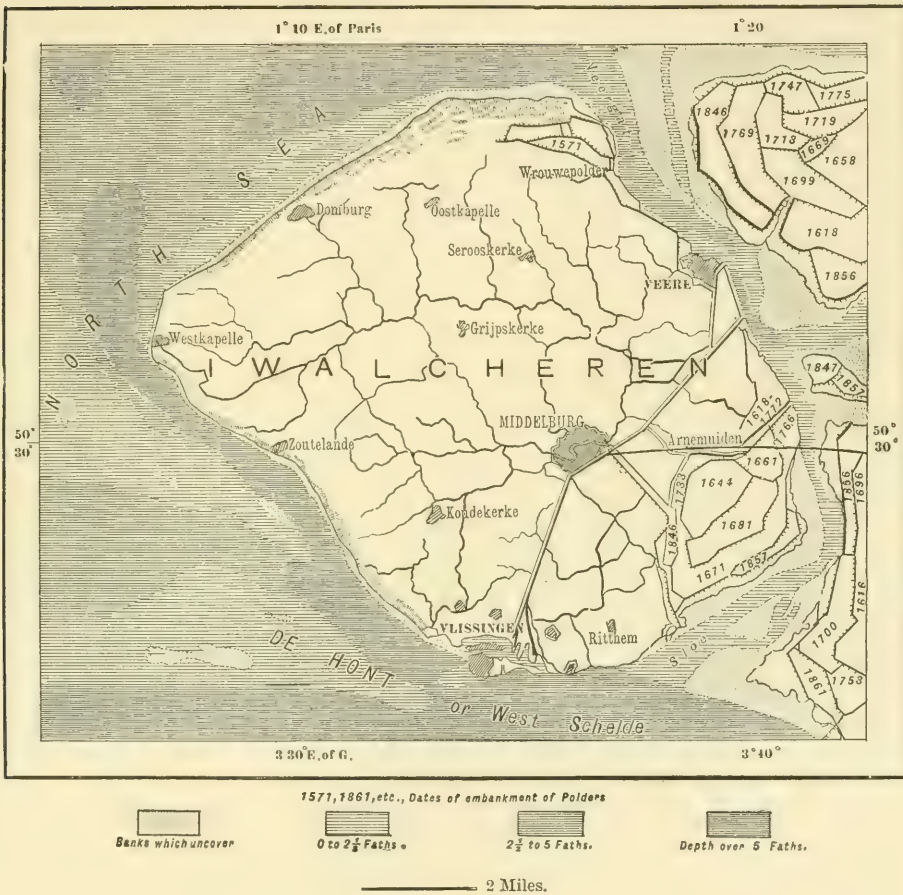 1° 10 E. of Paris 1° 20
NORTH SEA
Veere
1747
1775
1846
1769
1719
1713
1669
1658
1571
1699
Wrouwepolder
1618
1856
Domburg
Oostkapelle
Serooskerke
VEERE
Westkapelle
Grijpskerke
WALCHEREN
1847
1857
MIDDELBURG
1618
1772
1766
50° 30'
50° 30'
Zoutelande
Arnemuiden
1661
1644
1733
1856
1696
Koudekerke
1681
1846
1671
1857
1616
VLISSINGEN
Ritthem
Sloe
1700
1753
1861
DE HONT
or West Schelde
3 30° E. of G. 3° 40°
1571, 1861, etc., Dates of embankment of Polders
Banks which uncover 0 to 2½ Faths. 2½ to 5 Faths. Depth over 5 Faths.
2 Miles.